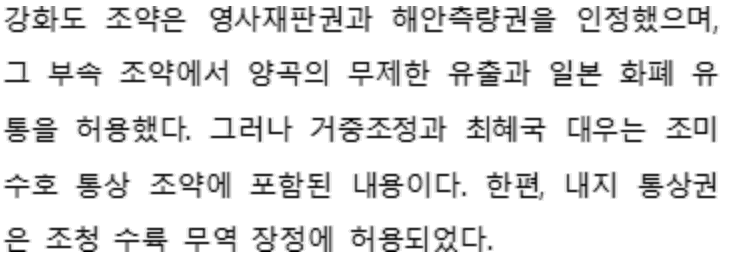 강화도 조약은 영사재판권과 해안측량권을 인정했으며,
그 부속 조약에서 양곡의 무제한 유출과 일본 화폐 유
통을 허용했다. 그러나 거중조정과 최혜국 대우는 조미
수호 통상 조약에 포함된 내용이다. 한편, 내지 통상권
은 조청 수륙 무역 장정에 허용되었다.